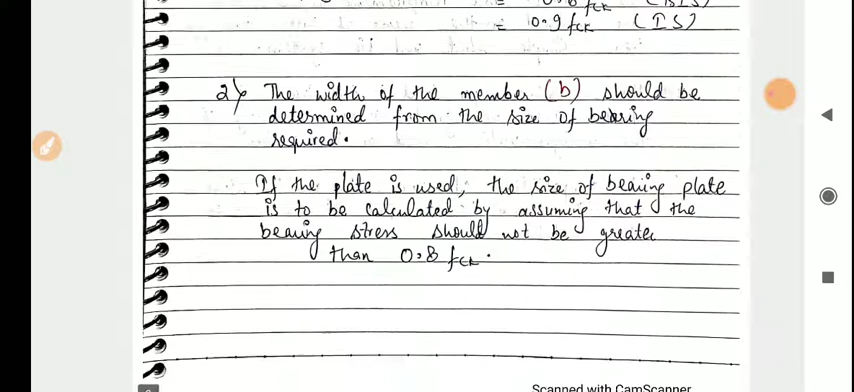 = 0.9 fck (IS)
2) The width of the member (b) should be
determined from the size of bearing
required.
If the plate is used, the size of bearing plate
is to be calculated by assuming that the
bearing stress should not be greater
than 0.8 fck.
Scanned with CamScanner